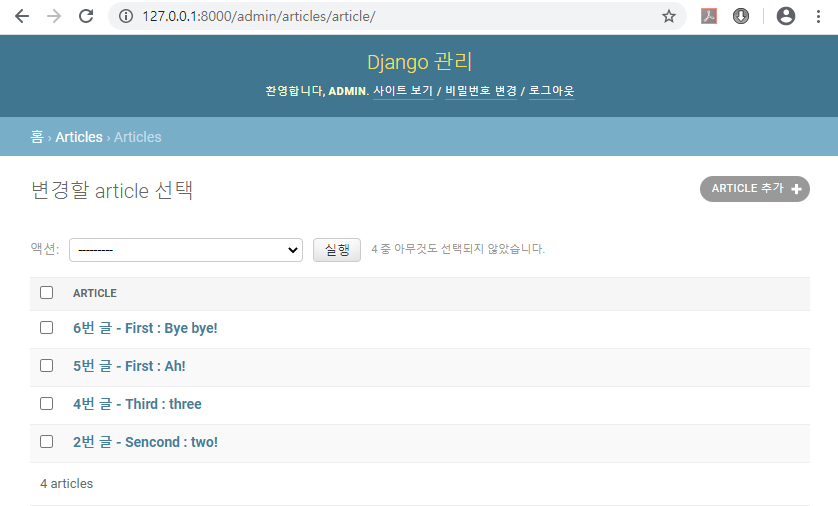 127.0.0.1:8000/admin/articles/article/
Django 관리
환영합니다, ADMIN. 사이트 보기 / 비밀번호 변경 / 로그아웃
홈 › Articles › Articles
변경할 article 선택
ARTICLE 추가 +
액션: --------- 실행 4 중 아무것도 선택되지 않았습니다.
ARTICLE
6번 글 - First : Bye bye!
5번 글 - First : Ah!
4번 글 - Third : three
2번 글 - Sencond : two!
4 articles